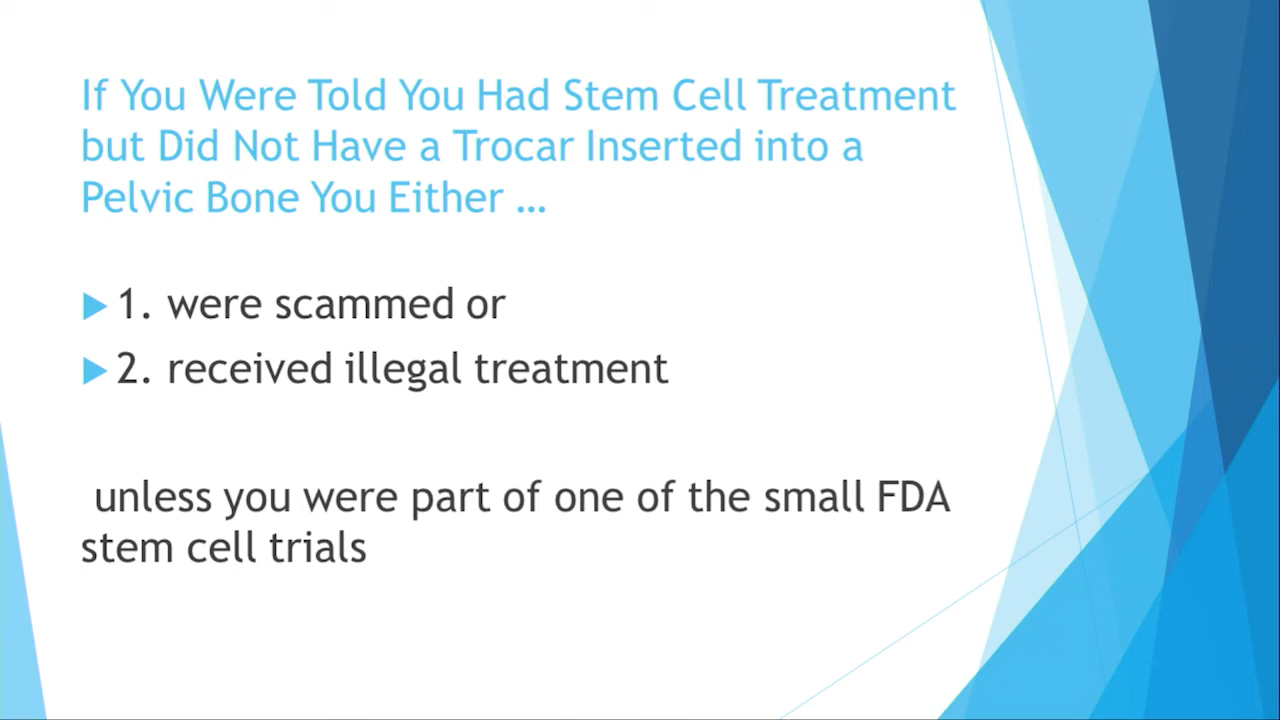 If You Were Told You Had Stem Cell Treatment
but Did Not Have a Trocar Inserted into a
Pelvic Bone You Either ...
1. were scammed or
2. received illegal treatment
unless you were part of one of the small FDA
stem cell trials